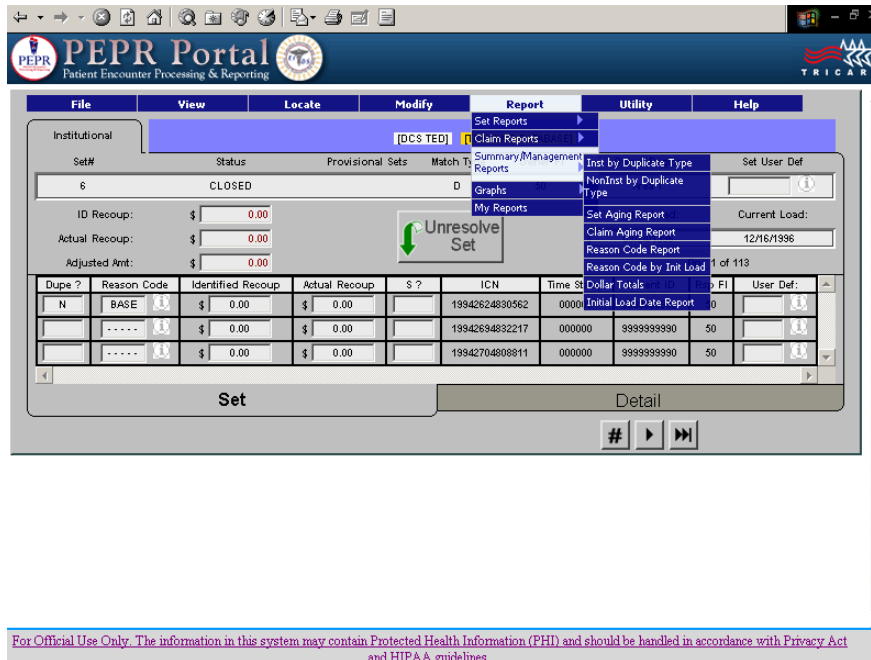 PEPR PEPR Portal
Patient Encounter Processing & Reporting
TRICAR
File View Locate Modify Report Utility Help
Institutional
[DCS TED]
Set Reports
Claim Reports
Summary/Management Reports
Graphs
My Reports
Inst by Duplicate Type
NonInst by Duplicate Type
Set Aging Report
Claim Aging Report
Reason Code Report
Reason Code by Init Load
Dollar Totals
Initial Load Date Report
Set# Status Provisional Sets Match Ty Set User Def
6 CLOSED D 50
ID Recoup: $ 0.00 Current Load:
Actual Recoup: $ 0.00 12/16/1996
Adjusted Amt: $ 0.00 1 of 113
Unresolve
Set
Dupe ? Reason Code Identified Recoup Actual Recoup $ ? ICN Time St FI User Def:
N BASE $ 0.00 $ 0.00 19942624830562 0000
----- $ 0.00 $ 0.00 19942694832217 000000 9999999990 50
----- $ 0.00 $ 0.00 19942704808811 000000 9999999990 50
Set Detail
#
For Official Use Only. The information in this system may contain Protected Health Information (PHI) and should be handled in accordance with Privacy Act
and HIPAA guidelines